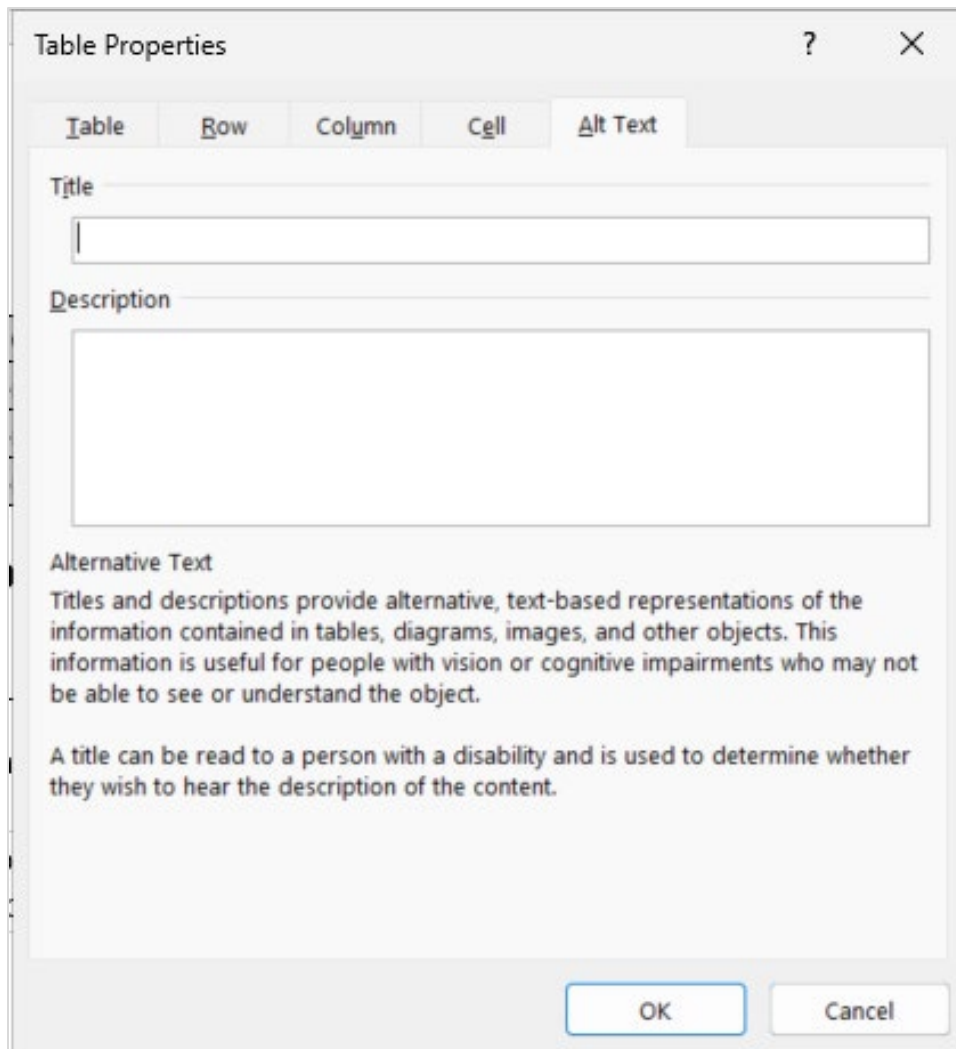 Table Properties ? X
Table Row Column Cell Alt Text
Title
Description
Alternative Text
Titles and descriptions provide alternative, text-based representations of the
information contained in tables, diagrams, images, and other objects. This
information is useful for people with vision or cognitive impairments who may not
be able to see or understand the object.
A title can be read to a person with a disability and is used to determine whether
they wish to hear the description of the content.
OK Cancel